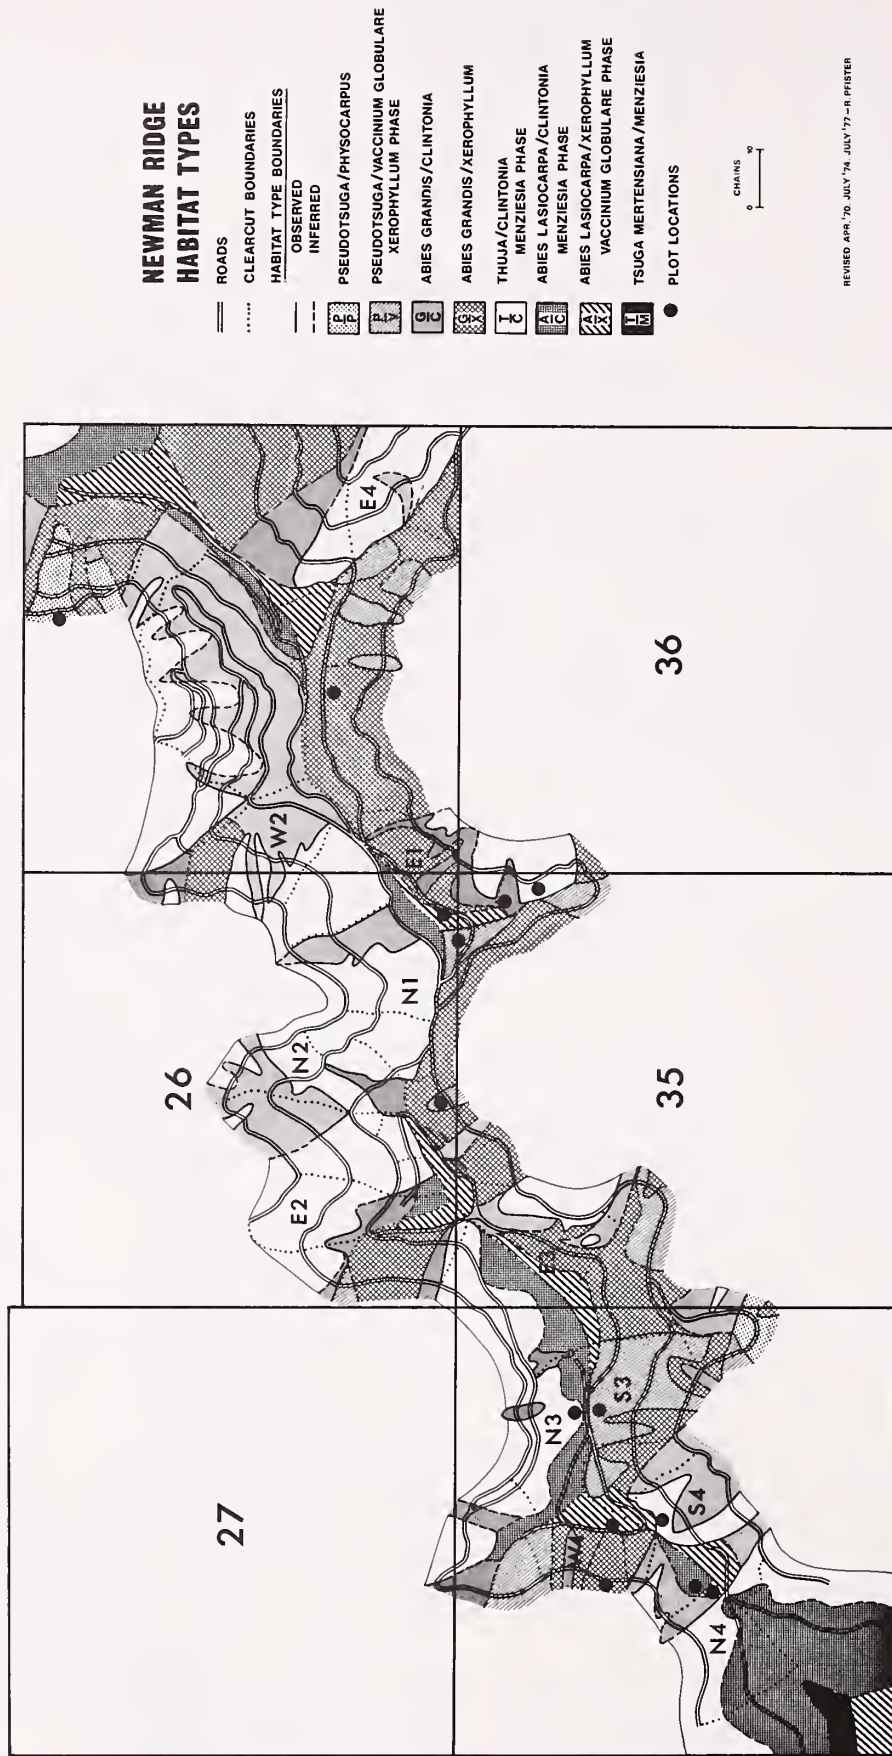 NEWMAN RIDGE
HABITAT TYPES
ROADS
CLEARCUT BOUNDARIES
HABITAT TYPE BOUNDARIES
OBSERVED
INFERRED
P/P PSEUDOTSUGA/PHYSOCARPUS
P/V PSEUDOTSUGA/VACCINIUM GLOBULARE
XEROPHYLLUM PHASE
G/C ABIES GRANDIS/CLINTONIA
G/X ABIES GRANDIS/XEROPHYLLUM
T/C THUJA/CLINTONIA
MENZIESIA PHASE
A/C ABIES LASIOCARPA/CLINTONIA
MENZIESIA PHASE
A/X ABIES LASIOCARPA/XEROPHYLLUM
VACCINIUM GLOBULARE PHASE
T/M TSUGA MERTENSIANA/MENZIESIA
PLOT LOCATIONS
CHAINS
0 10
REVISED APR. '70. JULY '74. JULY '77 – R. PFISTER
27
26
35
36
E4
W2
E1
N1
N2
E2
E3
N3
S3
W4
S4
N4